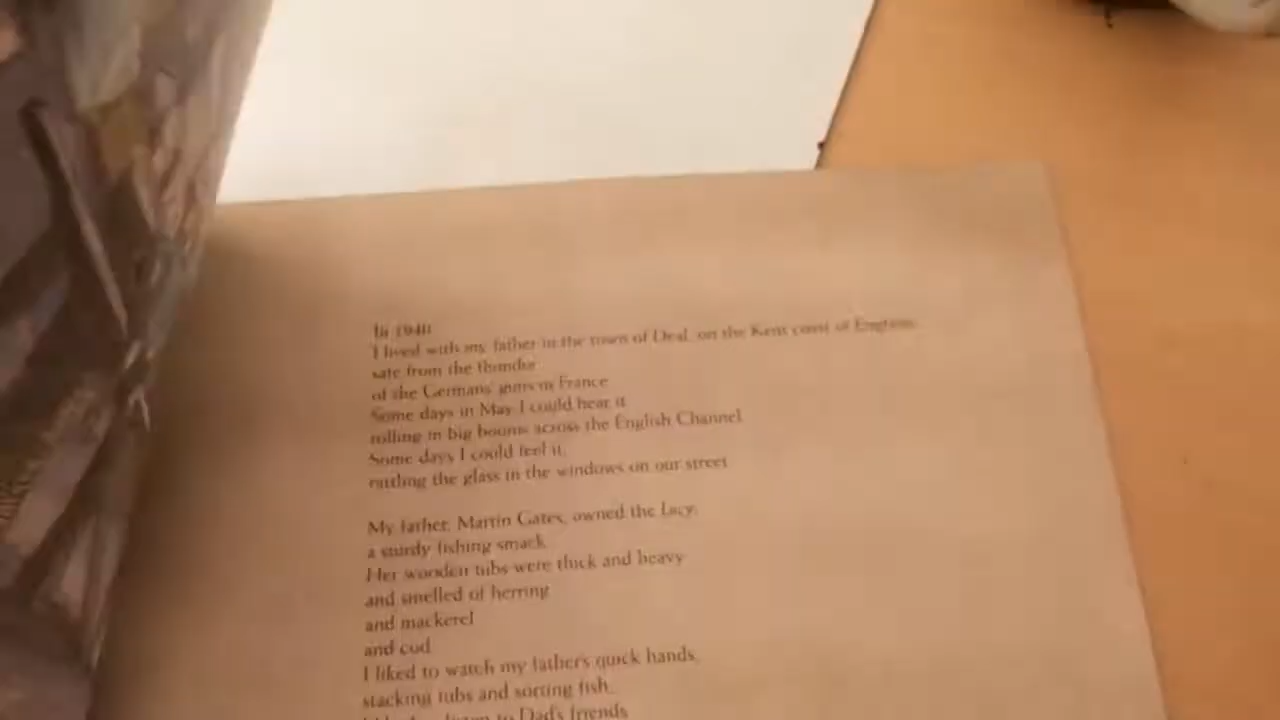 In 1940
I lived with my father in the town of Deal, on the Kent coast of England,
safe from the thunder
of the Germans' guns in France
Some days in May I could hear it
rolling in big booms across the English Channel
Some days I could feel it,
rattling the glass in the windows on our street
My father, Martin Gates, owned the Lucy,
a sturdy fishing smack
Her wooden tubs were thick and heavy
and smelled of herring
and mackerel
and cod
I liked to watch my father's quick hands,
stacking tubs and sorting fish.
to Dad's friends